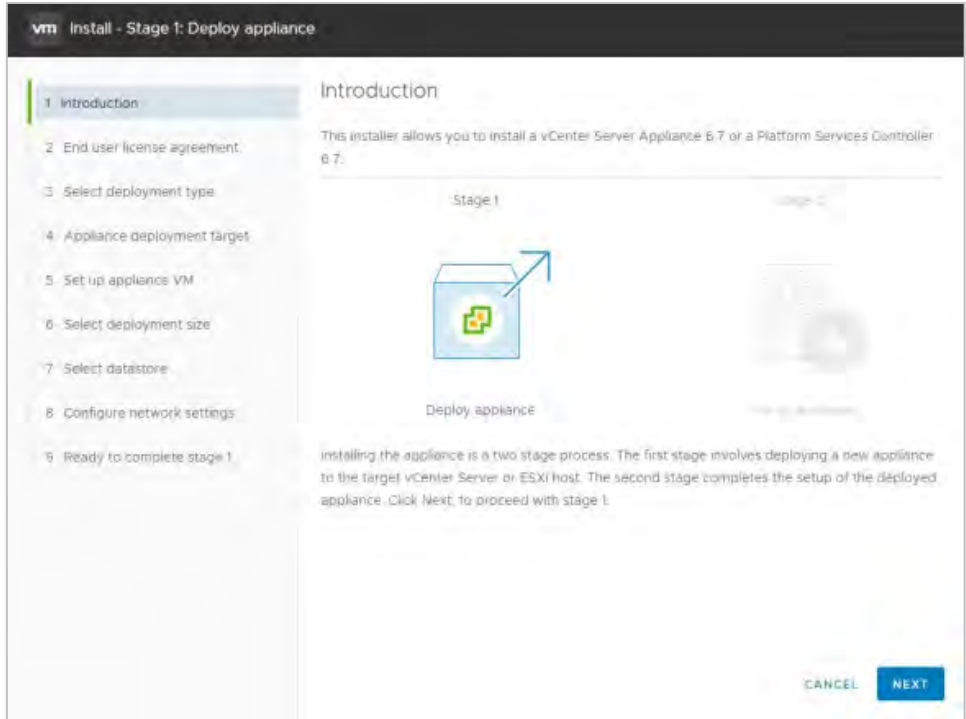 vm Install - Stage 1: Deploy appliance
1 Introduction
2 End user license agreement
3 Select deployment type
4 Appliance deployment target
5 Set up appliance VM
6 Select deployment size
7 Select datastore
8 Configure network settings
9 Ready to complete stage 1
Introduction
This installer allows you to install a vCenter Server Appliance 6.7 or a Platform Services Controller
6.7.
Stage 1
Stage 2
Deploy appliance
Installing the appliance is a two stage process. The first stage involves deploying a new appliance
to the target vCenter Server or ESXi host. The second stage completes the setup of the deployed
appliance. Click Next, to proceed with stage 1.
CANCEL
NEXT